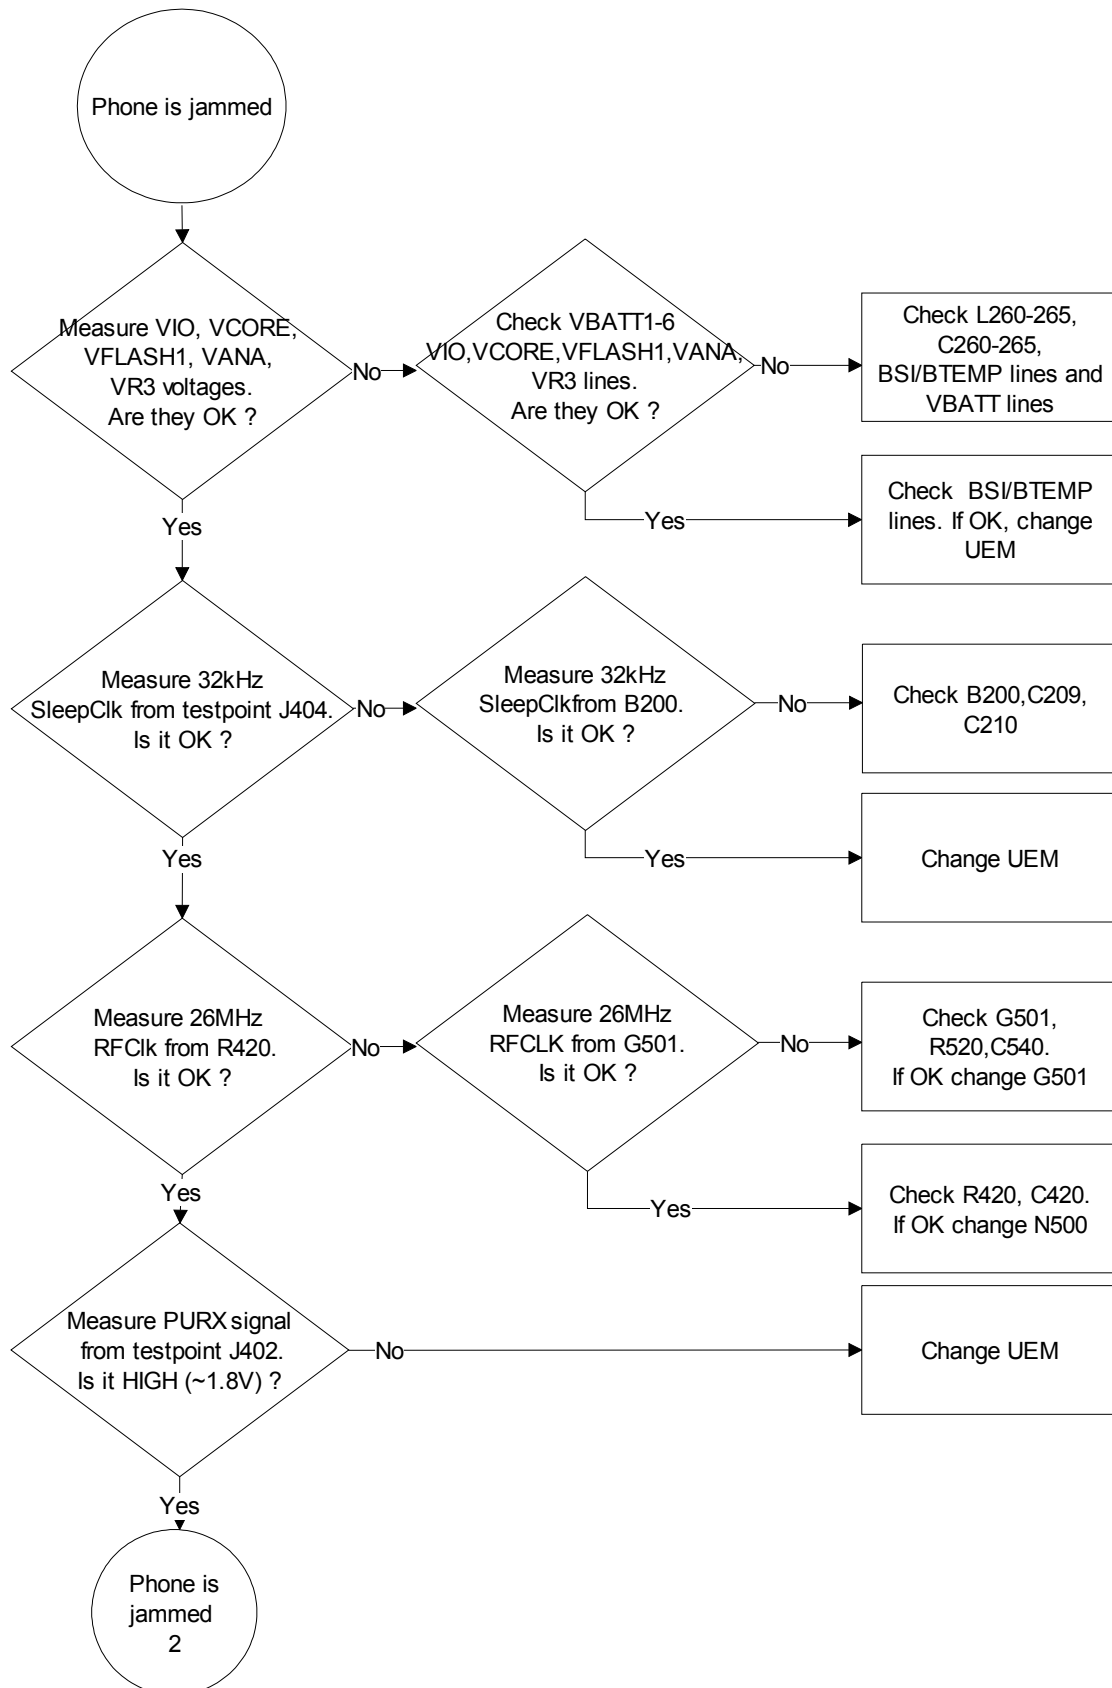 Phone is jammed
Measure VIO, VCORE,
VFLASH1, VANA,
VR3 voltages.
Are they OK ?
No
Check VBATT1-6
VIO,VCORE,VFLASH1,VANA,
VR3 lines.
Are they OK ?
No
Check L260-265,
C260-265,
BSI/BTEMP lines and
VBATT lines
Yes
Check BSI/BTEMP
lines. If OK, change
UEM
Yes
Measure 32kHz
SleepClk from testpoint J404.
Is it OK ?
No
Measure 32kHz
SleepClkfrom B200.
Is it OK ?
No
Check B200,C209,
C210
Yes
Change UEM
Yes
Measure 26MHz
RFClk from R420.
Is it OK ?
No
Measure 26MHz
RFCLK from G501.
Is it OK ?
No
Check G501,
R520,C540.
If OK change G501
Yes
Check R420, C420.
If OK change N500
Yes
Measure PURX signal
from testpoint J402.
Is it HIGH (~1.8V) ?
No
Change UEM
Yes
Phone is
jammed
2